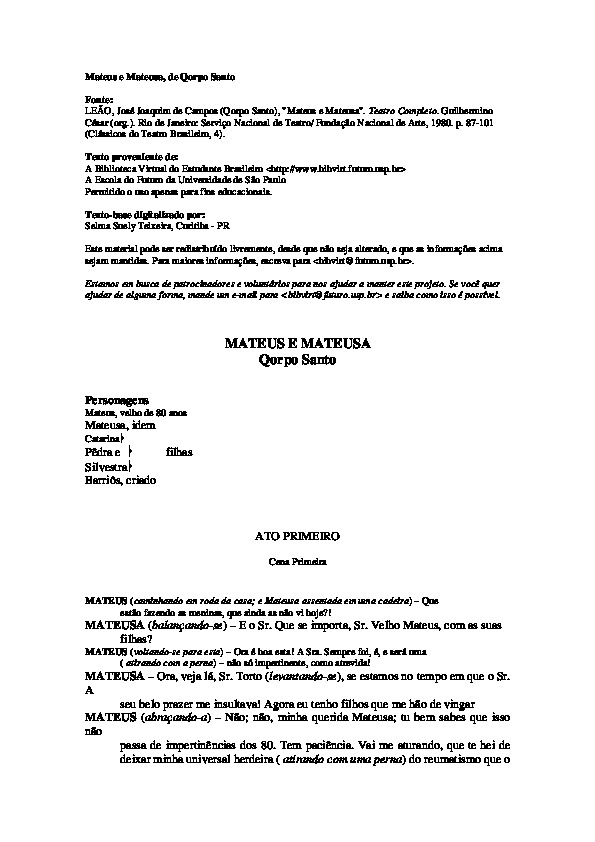 Mateus e Mateusa, de Qorpo Santo
Fonte:
LEÃO, José Joaquim de Campos (Qorpo Santo), "Mateus e Mateusa". Teatro Completo. Guilhermino
César (org.). Rio de Janeiro: Serviço Nacional de Teatro/ Fundação Nacional de Arte, 1980. p. 87-101
(Clássicos do Teatro Brasileiro, 4).
Texto proveniente de:
A Biblioteca Virtual do Estudante Brasileiro <http://www.bibvirt.futuro.usp.br>
A Escola do Futuro da Universidade de São Paulo
Permitido o uso apenas para fins educacionais.
Texto-base digitalizado por:
Selma Suely Teixeira, Curitiba - PR
Este material pode ser redistribuído livremente, desde que não seja alterado, e que as informações acima
sejam mantidas. Para maiores informações, escreva para <bibvirt@futuro.usp.br>.
Estamos em busca de patrocinadores e voluntários para nos ajudar a manter este projeto. Se você quer
ajudar de alguma forma, mande um e-mail para <bibvirt@futuro.usp.br> e saiba como isso é possível.
MATEUS E MATEUSA
Qorpo Santo
Personagens
Mateus, velho de 80 anos
Mateusa, idem
Catarina}
Pêdra e } filhas
Silvestra}
Barriôs, criado
ATO PRIMEIRO
Cena Primeira
MATEUS (caminhando em roda da casa; e Mateusa assentada em uma cadeira) – Que
estão fazendo as meninas, que ainda as não vi hoje?!
MATEUSA (balançando-se) – E o Sr. Que se importa, Sr. Velho Mateus, com as suas
filhas?
MATEUS (voltando-se para esta) – Ora é boa esta! A Sra. Sempre foi, é, e será uma
( atirando com a perna) – não só impertinente, como atrevida!
MATEUSA – Ora, veja lá, Sr. Torto (levantando-se), se estamos no tempo em que o Sr.
A
seu belo prazer me insultava! Agora eu tenho filhos que me hão de vingar
MATEUS (abraçando-a) – Não; não, minha querida Mateusa; tu bem sabes que isso
não
passa de impertinências dos 80. Tem paciência. Vai me aturando, que te hei de
deixar minha universal herdeira ( atirando com uma perna) do reumatismo que o